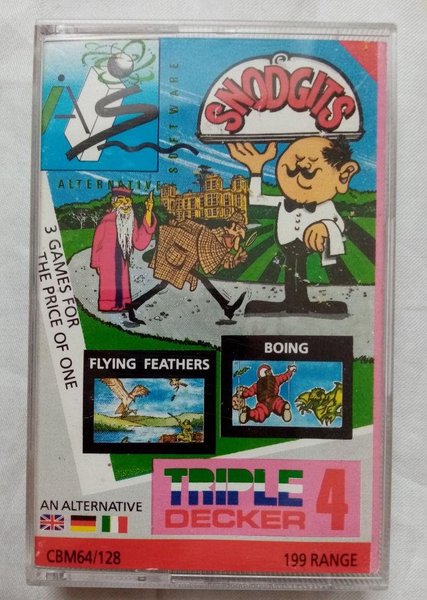 AS
ALTERNATIVE
SOFTWARE
SNODGITS
3 GAMES FOR
THE PRICE OF ONE
FLYING FEATHERS
BOING
AN ALTERNATIVE
TRIPLE
DECKER 4
CBM64/128
199 RANGE